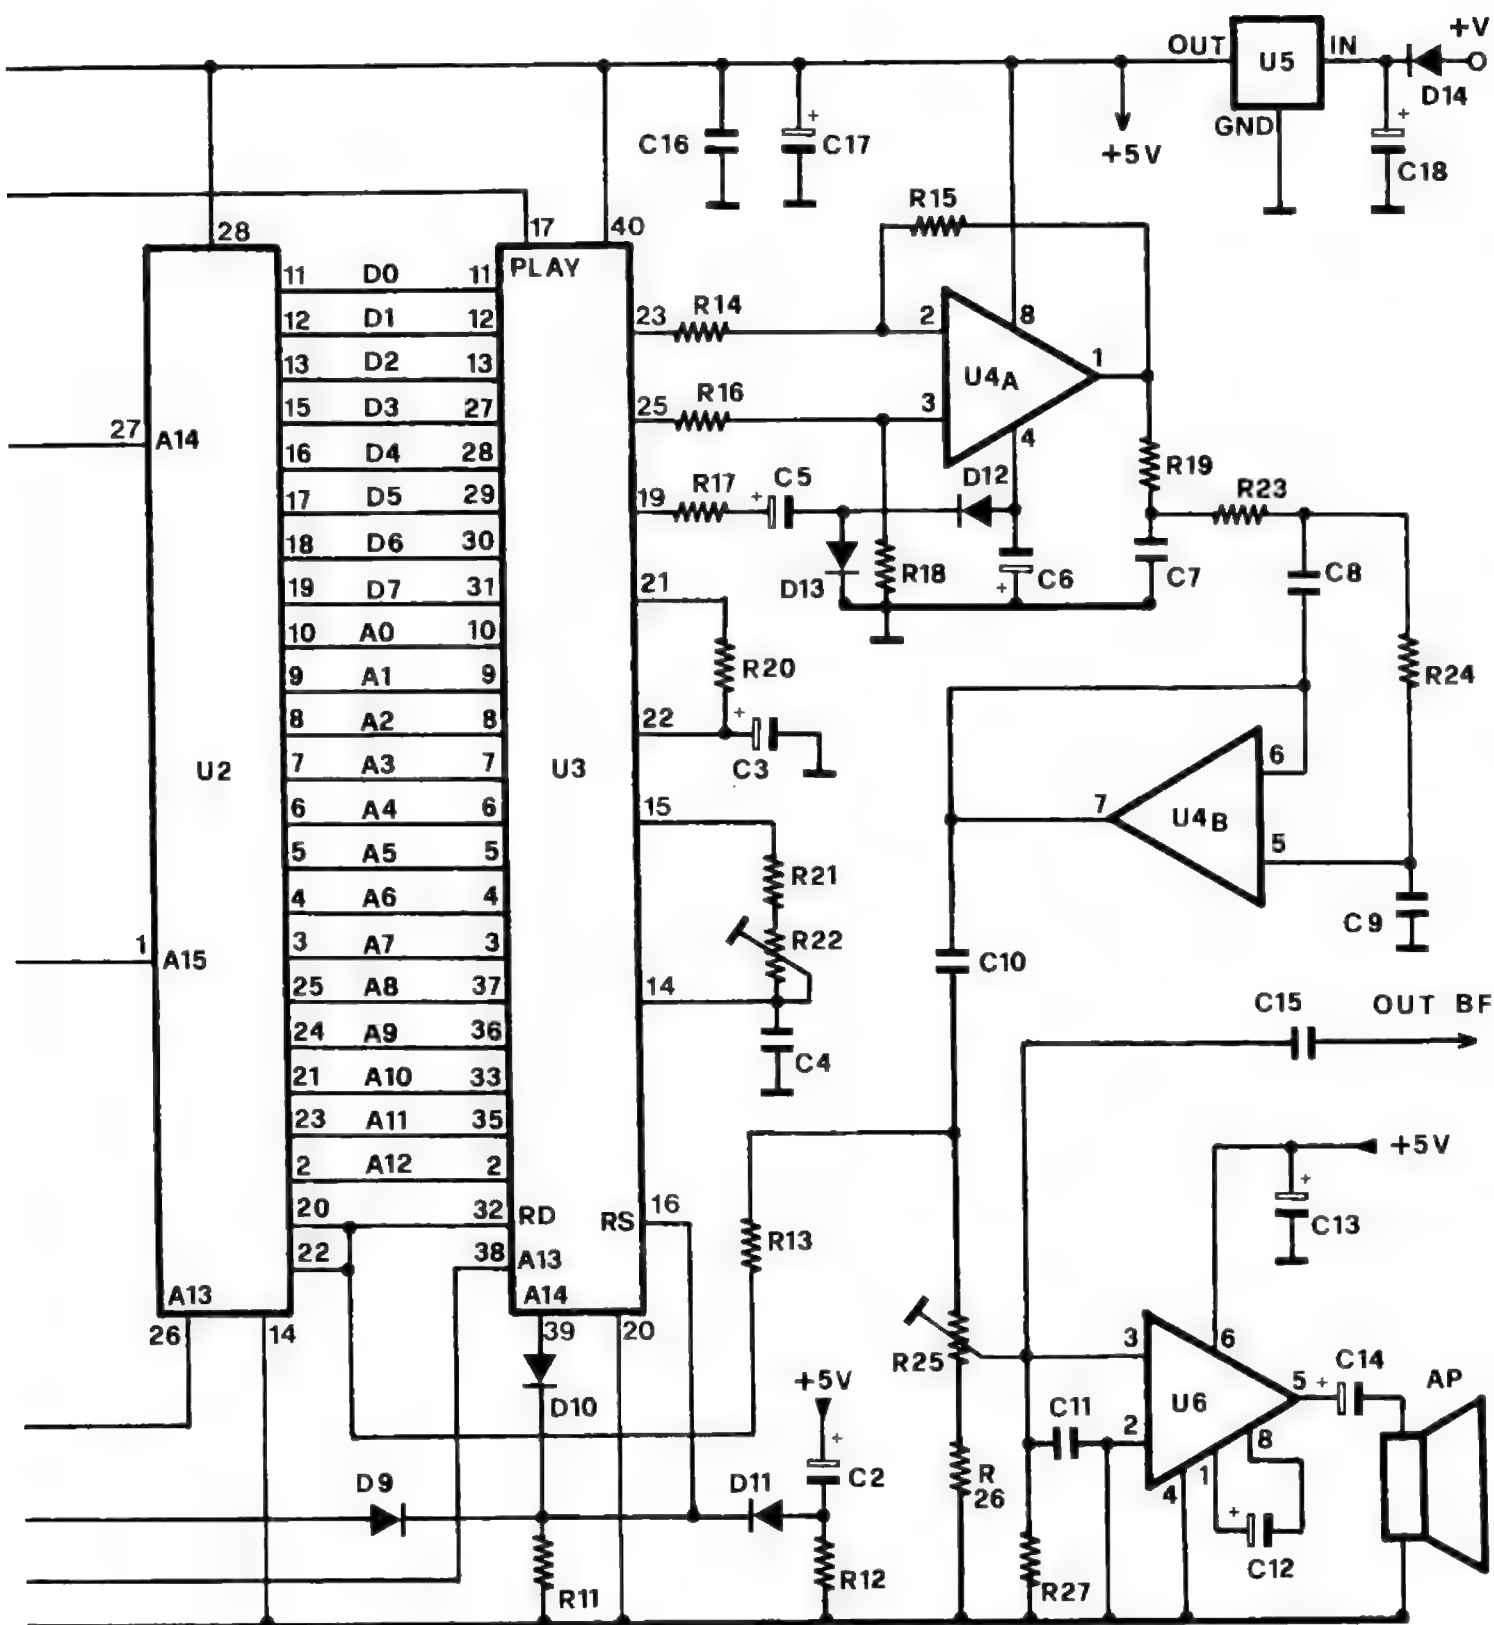 +V
OUT U5 IN
D14
GND
C16 C17 + +5V + C18
R15
17 40
28
PLAY
11 D0 11
12 D1 12
13 D2 13
15 D3 27
16 D4 28
17 D5 29
18 D6 30
19 D7 31
10 A0 10
9 A1 9
8 A2 8
7 A3 7
6 A4 6
5 A5 5
4 A6 4
3 A7 3
25 A8 37
24 A9 36
21 A10 33
23 A11 35
2 A12 2
20 32 RD
22 38 A13
A14
27 A14
1 A15
U2
U3
A13
26 14
39 20
RS 16
23 R14 2 8
U4A 1
25 R16 3 4
19 R17 + C5 D12
R19
R23
D13 R18 + C6 C7 C8
21
R20
R24
22 + C3
6
7 U4B
5
15
R21
R22
C9
14
C10
C4
C15 OUT BF
+5V
+ C13
R13
R25
3 6
U6 5 + C14 AP
2 8
1
4
C11
+ C12
D10
+5V
+ C2
D9 D11
R
26
R11 R12 R27